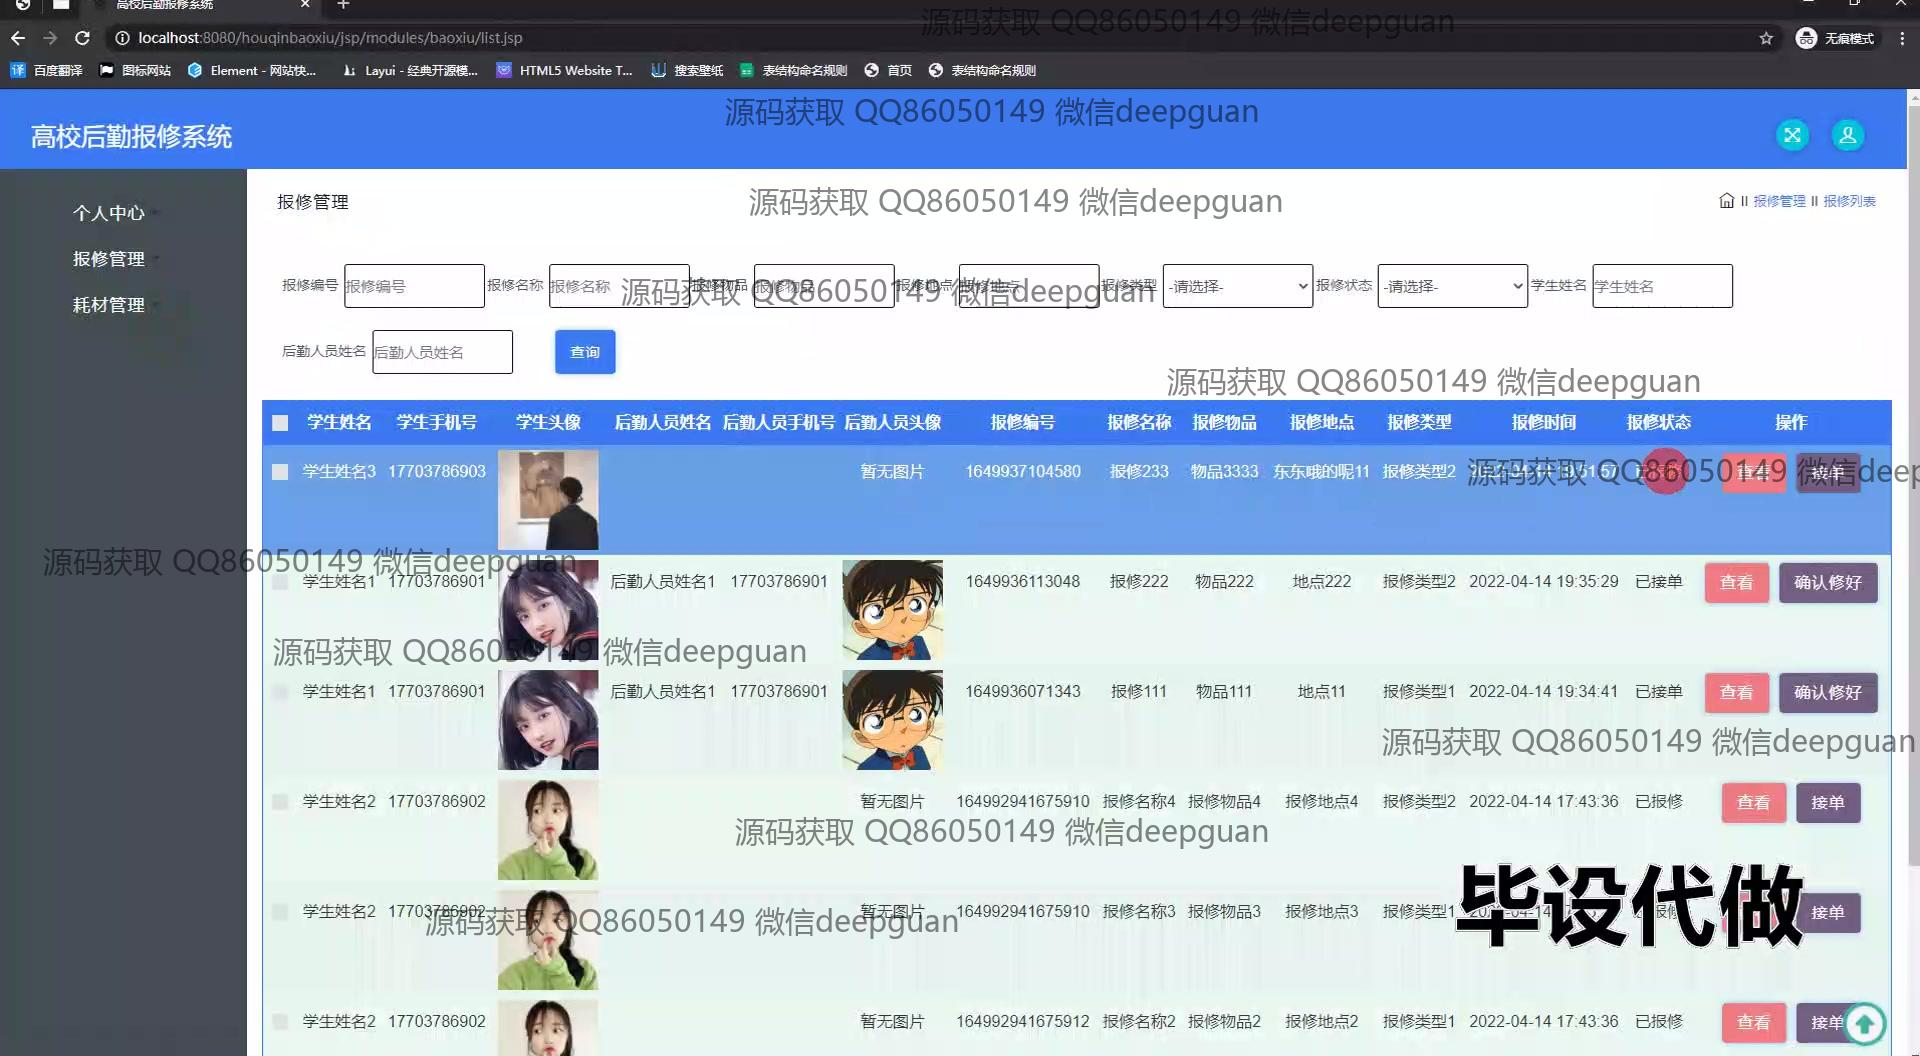 高校后勤报修系统
源码获取 QQ86050149 微信deepguan
localhost:8080/houqinbaoxiu/jsp/modules/baoxiu/list.jsp
无痕模式
百度翻译 图标网站 Element - 网站快... Layui - 经典开源模... HTML5 Website T... 搜索壁纸 表结构命名规则 首页 表结构命名规则
源码获取 QQ86050149 微信deepguan
高校后勤报修系统
个人中心
报修管理
耗材管理
报修管理
源码获取 QQ86050149 微信deepguan
报修管理 报修列表
报修编号 报修编号 报修名称 报修名称 报修物品 报修物品 报修地点 报修地点 报修类型 -请选择- 报修状态 -请选择- 学生姓名 学生姓名
源码获取 QQ86050149 微信deepguan
后勤人员姓名 后勤人员姓名 查询
源码获取 QQ86050149 微信deepguan
学生姓名 学生手机号 学生头像 后勤人员姓名 后勤人员手机号 后勤人员头像 报修编号 报修名称 报修物品 报修地点 报修类型 报修时间 报修状态 操作
学生姓名3 17703786903 暂无图片 1649937104580 报修233 物品3333 东东哦的呢11 报修类型2 2022-04-14 19:51:57 查看 接单
源码获取 QQ86050149 微信deep
源码获取 QQ86050149 微信deepguan
学生姓名1 17703786901 后勤人员姓名1 17703786901 1649936113048 报修222 物品222 地点222 报修类型2 2022-04-14 19:35:29 已接单 查看 确认修好
源码获取 QQ86050149 微信deepguan
学生姓名1 17703786901 后勤人员姓名1 17703786901 1649936071343 报修111 物品111 地点11 报修类型1 2022-04-14 19:34:41 已接单 查看 确认修好
源码获取 QQ86050149 微信deepguan
学生姓名2 17703786902 暂无图片 164992941675910 报修名称4 报修物品4 报修地点4 报修类型2 2022-04-14 17:43:36 已报修 查看 接单
源码获取 QQ86050149 微信deepguan
学生姓名2 17703786902 暂无图片 164992941675910 报修名称3 报修物品3 报修地点3 报修类型1 接单
毕设代做
源码获取 QQ86050149 微信deepguan
学生姓名2 17703786902 暂无图片 164992941675912 报修名称2 报修物品2 报修地点2 报修类型1 2022-04-14 17:43:36 已报修 查看 接单